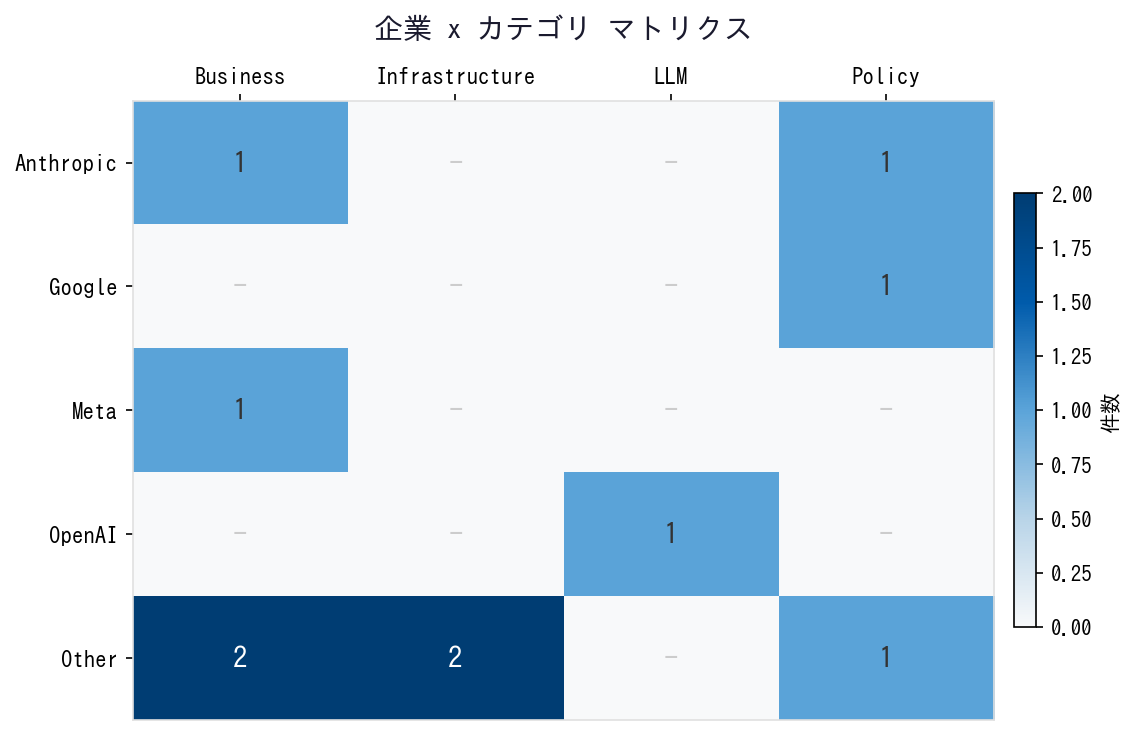 企業 x カテゴリ マトリクス
Business Infrastructure LLM Policy
Anthropic 1 – – 1
Google – – – 1
Meta 1 – – –
OpenAI – – 1 –
Other 2 2 – 1
2.00
1.75
1.50
1.25
1.00
0.75
0.50
0.25
0.00
件数